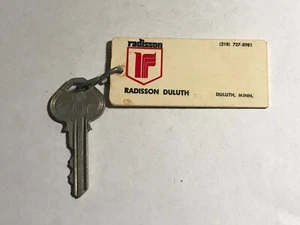 radisson
(218) 727-8981
RADISSON DULUTH
DULUTH, MINN.